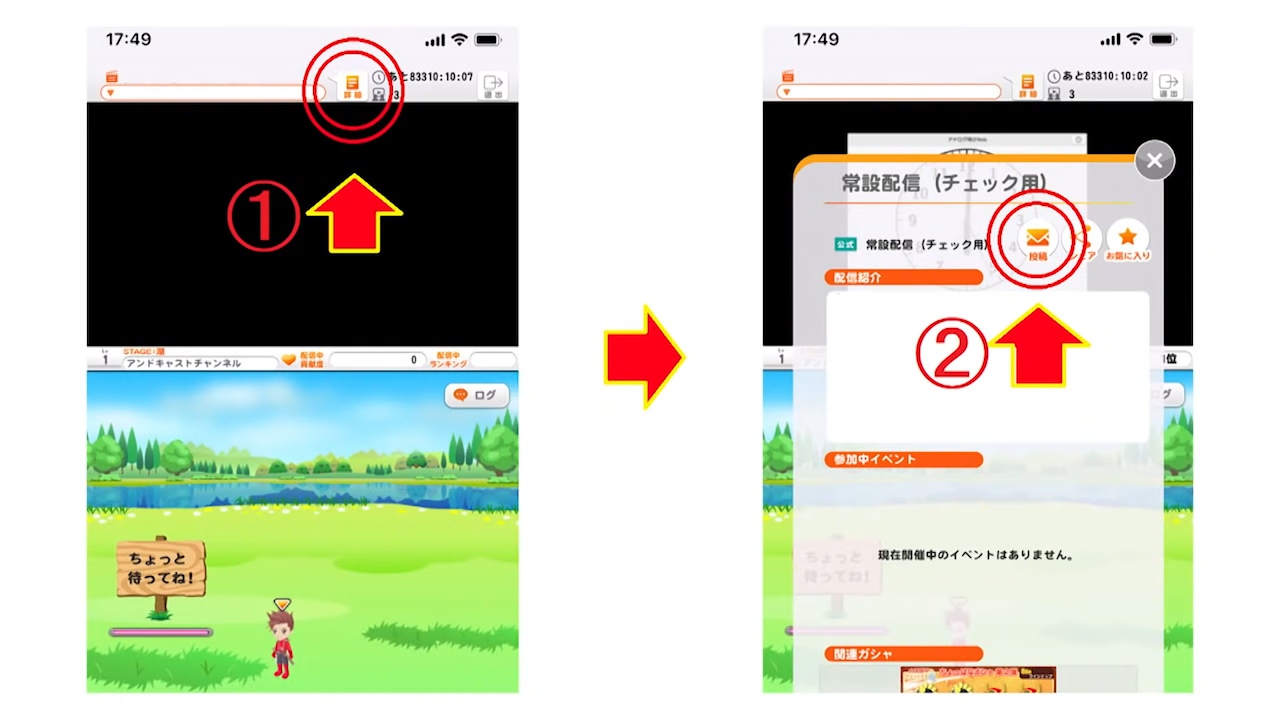 17:49
あと83310:10:07
詳細
3
退出
①
1
STAGE:湖
アンドキャストチャンネル
配信中
貢献度
0
配信中
ランキング
ログ
ちょっと
待ってね!
17:49
あと83310:10:02
詳細
3
退出
常設配信（チェック用）
公式
常設配信（チェック用）
投稿
シェア
お気に入り
配信紹介
②
1
位
グ
参加中イベント
現在開催中のイベントはありません。
ちょっと
待ってね!
関連ガシャ